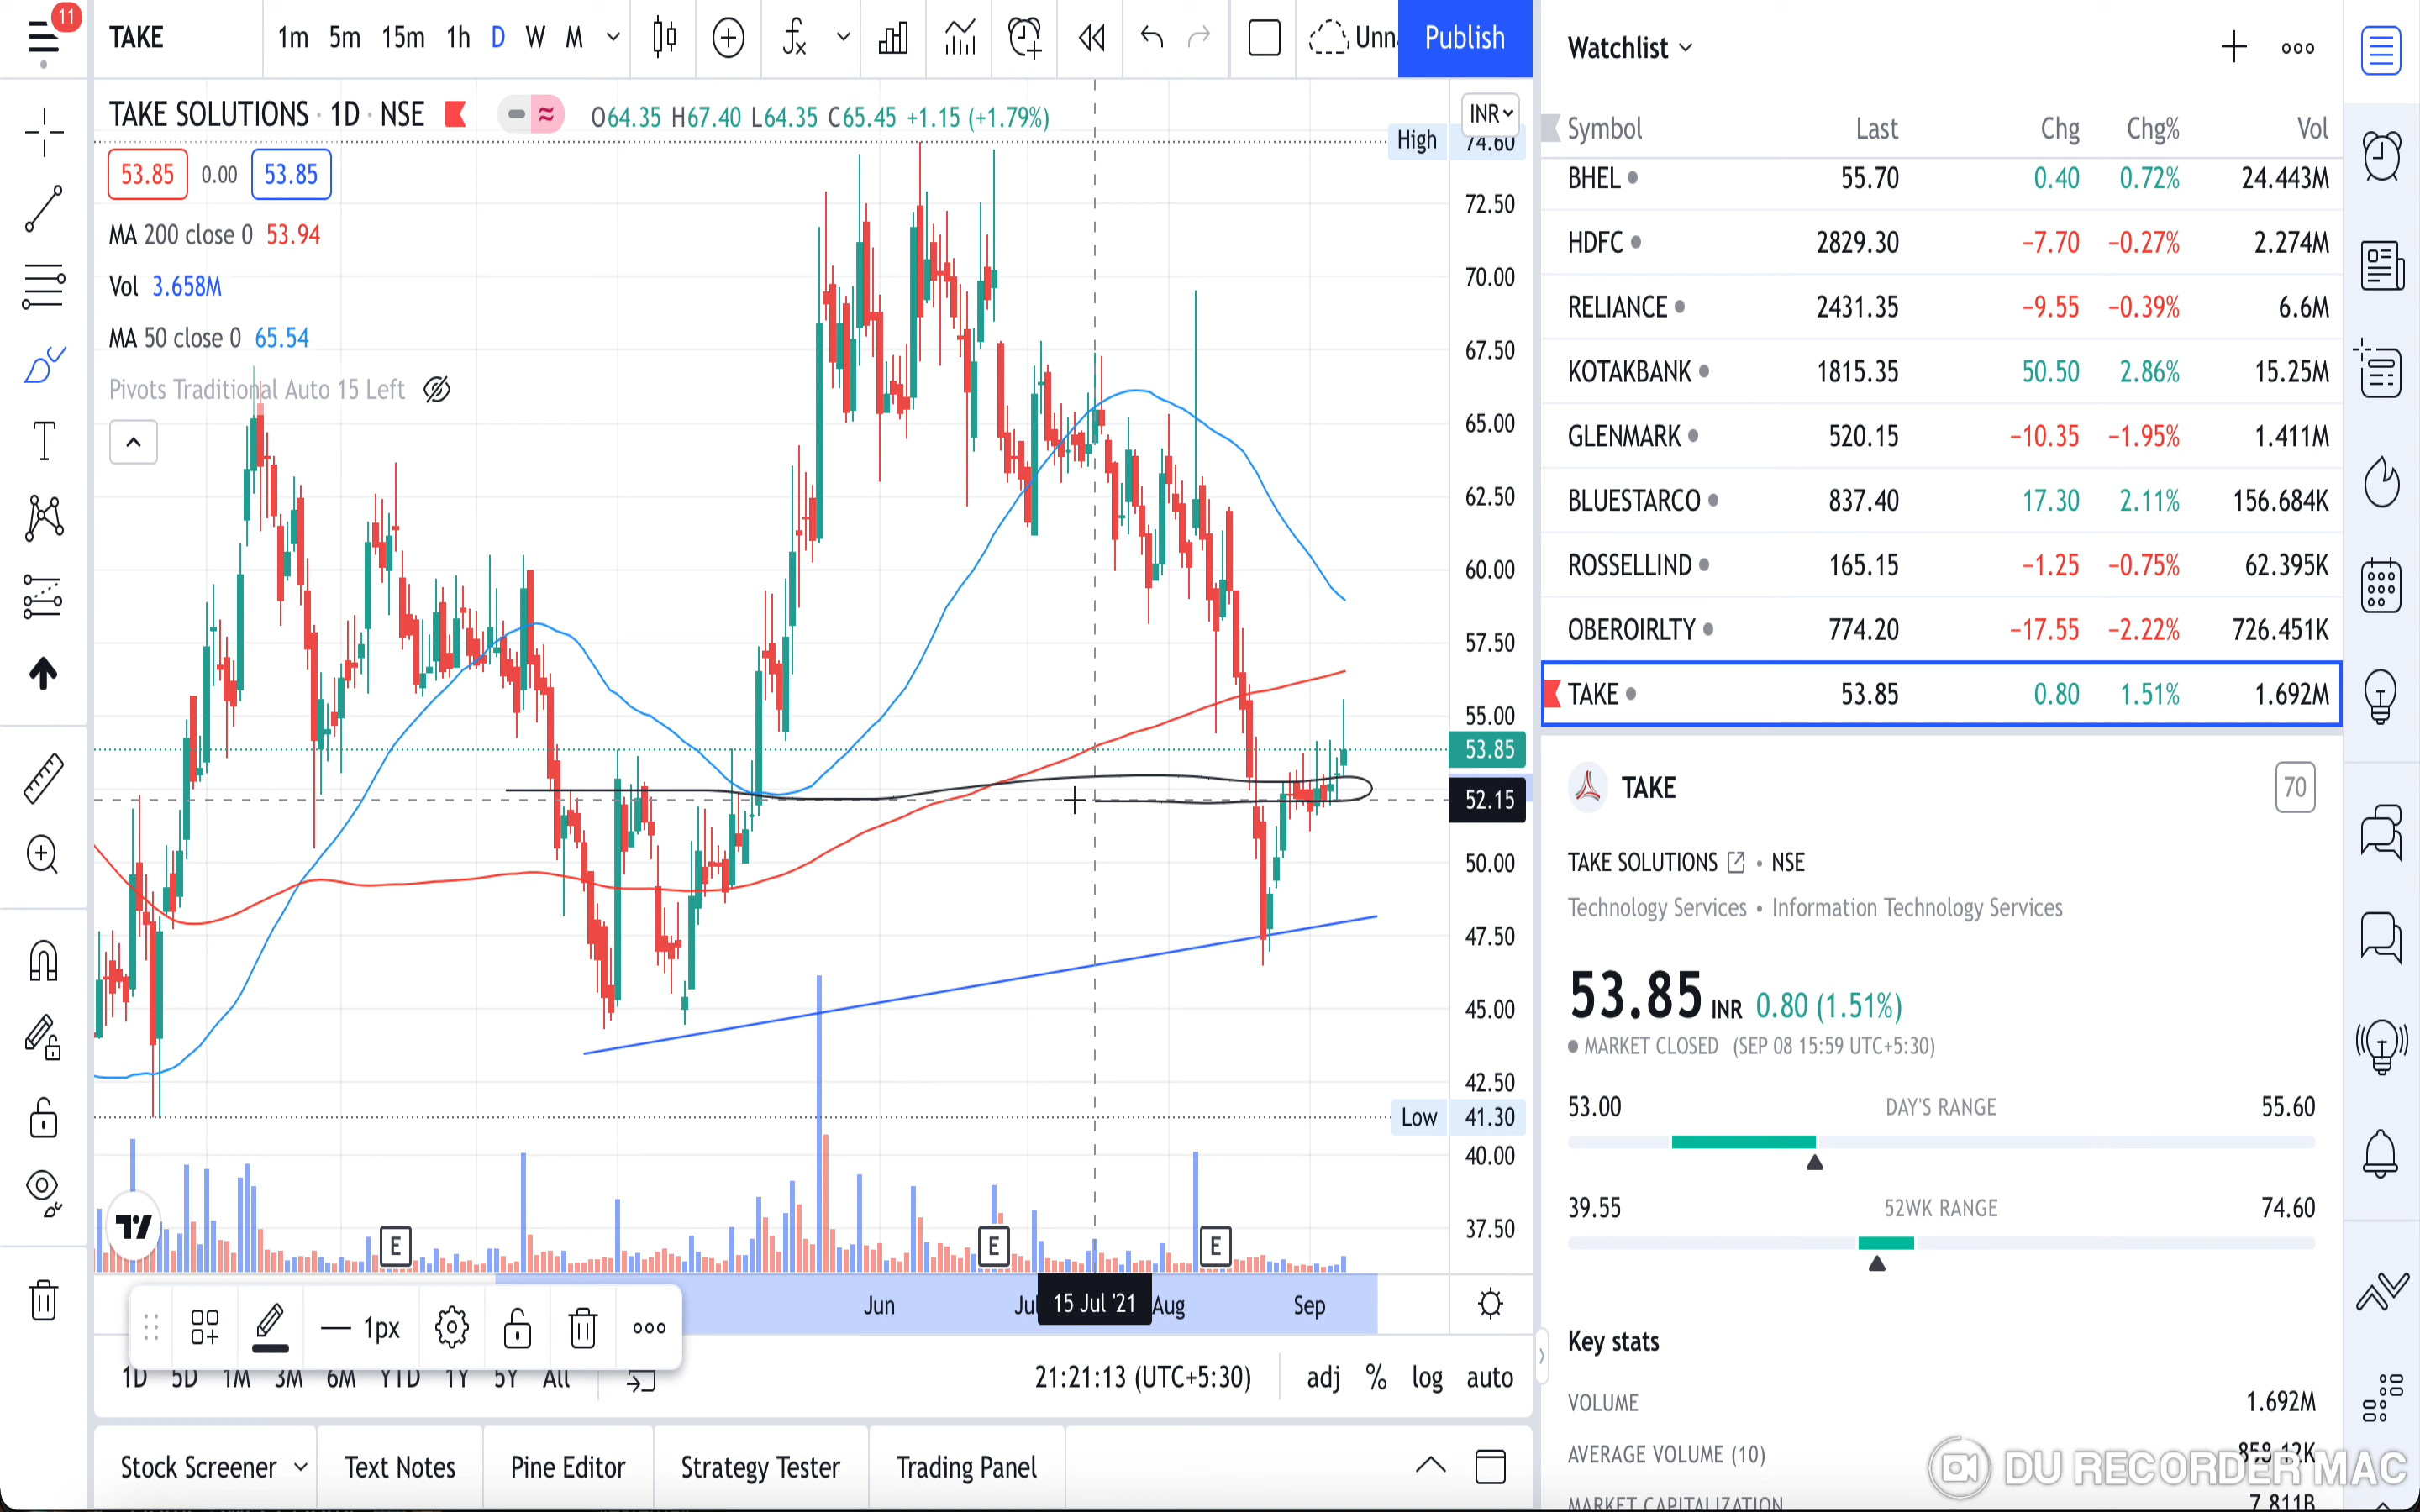 11
TAKE
1m 5m 15m 1h D W M
Unn
Publish
TAKE SOLUTIONS · 1D · NSE
O64.35 H67.40 L64.35 C65.45 +1.15 (+1.79%)
INR
53.85 0.00 53.85
MA 200 close 0 53.94
Vol 3.658M
MA 50 close 0 65.54
Pivots Traditional Auto 15 Left
High 74.60
72.50
70.00
67.50
65.00
62.50
60.00
57.50
55.00
53.85
52.15
50.00
47.50
45.00
42.50
Low 41.30
40.00
37.50
E E E
Jun Jul 15 Jul '21 Aug Sep
1px
1D 5D 1M 3M 6M YTD 1Y 5Y All
21:21:13 (UTC+5:30) adj % log auto
Stock Screener Text Notes Pine Editor Strategy Tester Trading Panel
Watchlist
Symbol Last Chg Chg% Vol
BHEL 55.70 0.40 0.72% 24.443M
HDFC 2829.30 −7.70 −0.27% 2.274M
RELIANCE 2431.35 −9.55 −0.39% 6.6M
KOTAKBANK 1815.35 50.50 2.86% 15.25M
GLENMARK 520.15 −10.35 −1.95% 1.411M
BLUESTARCO 837.40 17.30 2.11% 156.684K
ROSSELLIND 165.15 −1.25 −0.75% 62.395K
OBEROIRLTY 774.20 −17.55 −2.22% 726.451K
TAKE 53.85 0.80 1.51% 1.692M
TAKE 70
TAKE SOLUTIONS • NSE
Technology Services • Information Technology Services
53.85 INR 0.80 (1.51%)
MARKET CLOSED (SEP 08 15:59 UTC+5:30)
53.00 DAY'S RANGE 55.60
39.55 52WK RANGE 74.60
Key stats
VOLUME 1.692M
AVERAGE VOLUME (10)
DU RECORDER MAC
MARKET CAPITALIZATION 7.811B